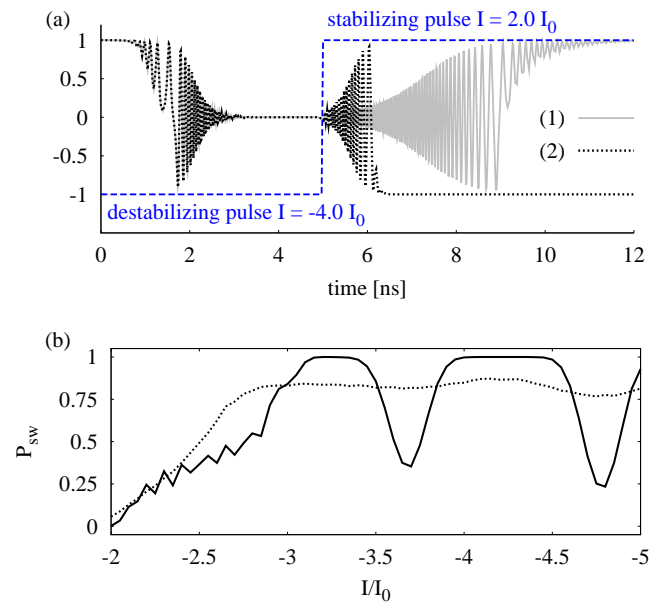 (a)
stabilizing pulse I = 2.0 I0
1
0.5
0
-0.5
-1
(1)
(2)
destabilizing pulse I = -4.0 I0
0 2 4 6 8 10 12
time [ns]
(b)
1
0.75
0.5
0.25
0
Psw
-2 -2.5 -3 -3.5 -4 -4.5 -5
I/I0